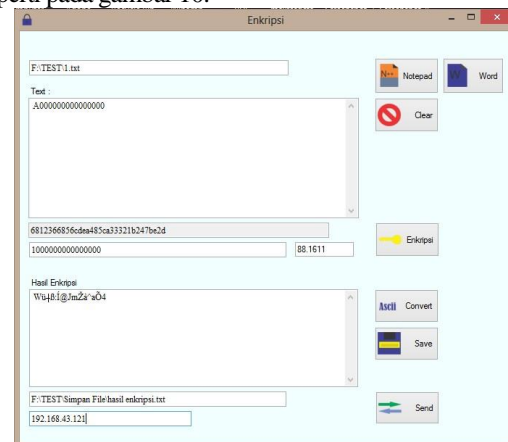 Enkripsi
F:\TEST\1.txt
Notepad
Word
Text :
A000000000000000
Clear
6812366856cdea485ca33321b247be2d
1000000000000000
88.1611
Enkripsi
Hasil Enkripsi
Ascii Convert
Save
F:\TEST\Simpan File\hasil enkripsi.txt
Send
192.168.43.121